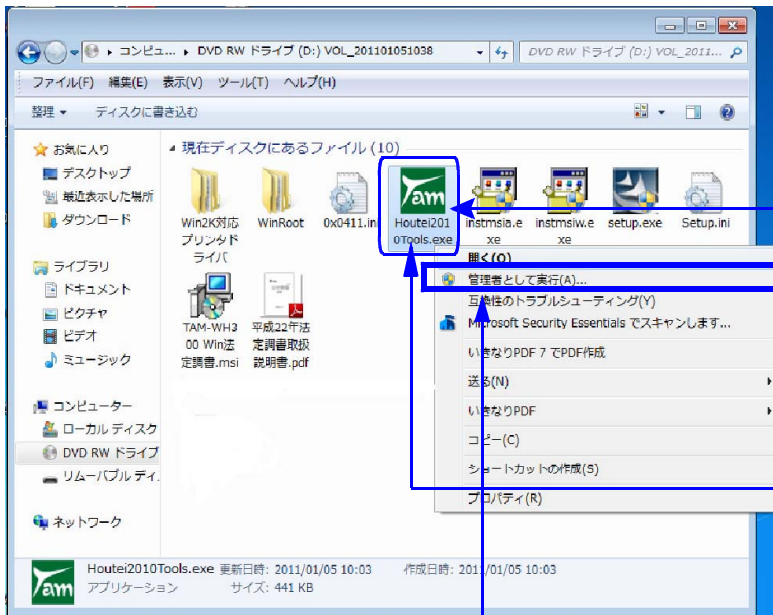 コンピュ... ▸ DVD RW ドライブ (D:) VOL_201101051038
DVD RW ドライブ (D:) VOL_2011...
ファイル(F) 編集(E) 表示(V) ツール(T) ヘルプ(H)
整理 ディスクに書き込む
お気に入り
デスクトップ
最近表示した場所
ダウンロード
ライブラリ
ドキュメント
ピクチャ
ビデオ
ミュージック
コンピューター
ローカル ディスク
DVD RW ドライブ
リムーバブル ディ.
ネットワーク
現在ディスクにあるファイル (10)
Win2K対応
プリンタド
ライバ
WinRoot
0x0411.in
Yam
Houtei201
0Tools.exe
instmsia.e
xe
instmsiw.e
xe
setup.exe
Setup.ini
TAM-WH3
00 Win法
定調書.msi
平成22年法
定調書取扱
説明書.pdf
開く(O)
管理者として実行(A)...
互換性のトラブルシューティング(Y)
Microsoft Security Essentials でスキャンします...
いきなりPDF 7 でPDF作成
送る(N)
いきなりPDF
コピー(C)
ショートカットの作成(S)
プロパティ(R)
Yam
Houtei2010Tools.exe 更新日時: 2011/01/05 10:03 作成日時: 2011/01/05 10:03
アプリケーション サイズ: 441 KB